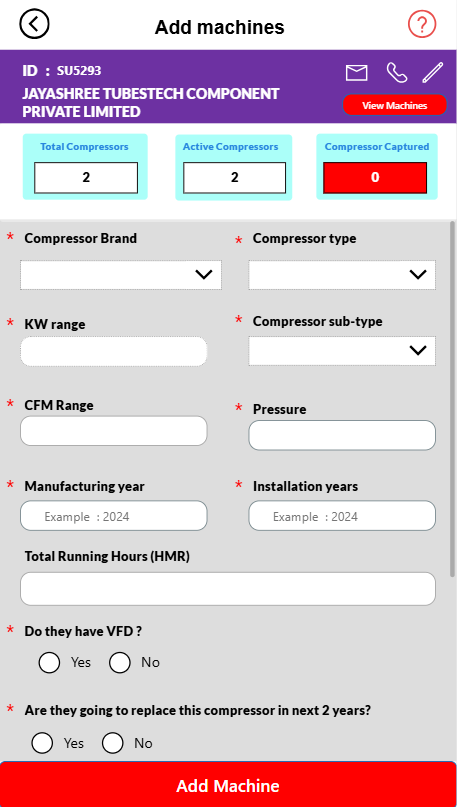 Add machines
?
ID : SU5293
JAYASHREE TUBESTECH COMPONENT
PRIVATE LIMITED
View Machines
Total Compressors
2
Active Compressors
2
Compressor Captured
0
* Compressor Brand
* Compressor type
* KW range
* Compressor sub-type
* CFM Range
* Pressure
* Manufacturing year
Example : 2024
* Installation years
Example : 2024
Total Running Hours (HMR)
* Do they have VFD ?
Yes No
* Are they going to replace this compressor in next 2 years?
Yes No
Add Machine